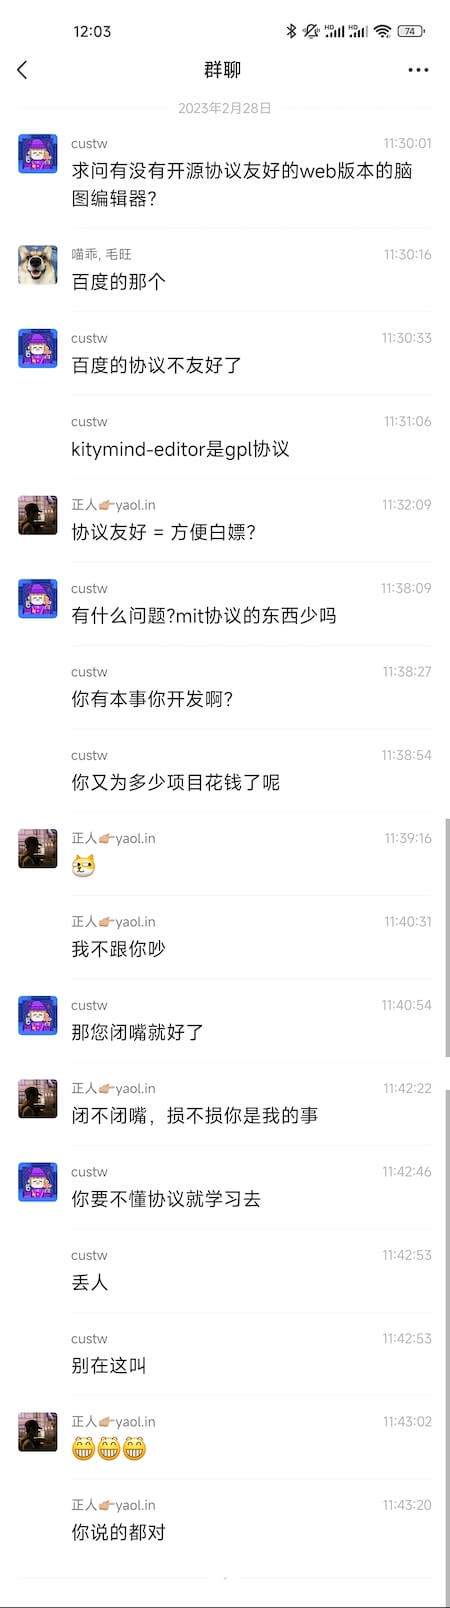 12:03
HD HD 74
群聊
2023年2月28日
custw 11:30:01
求问有没有开源协议友好的web版本的脑
图编辑器？
喵乖, 毛旺 11:30:16
百度的那个
custw 11:30:33
百度的协议不友好了
custw 11:31:06
kitymind-editor是gpl协议
正人👉🏼yaol.in 11:32:09
协议友好 = 方便白嫖？
custw 11:38:09
有什么问题?mit协议的东西少吗
custw 11:38:27
你有本事你开发啊？
custw 11:38:54
你又为多少项目花钱了呢
正人👉🏼yaol.in 11:39:16
正人👉🏼yaol.in 11:40:31
我不跟你吵
custw 11:40:54
那您闭嘴就好了
正人👉🏼yaol.in 11:42:22
闭不闭嘴，损不损你是我的事
custw 11:42:46
你要不懂协议就学习去
custw 11:42:53
丢人
custw 11:42:53
别在这叫
正人👉🏼yaol.in 11:43:02
正人👉🏼yaol.in 11:43:20
你说的都对